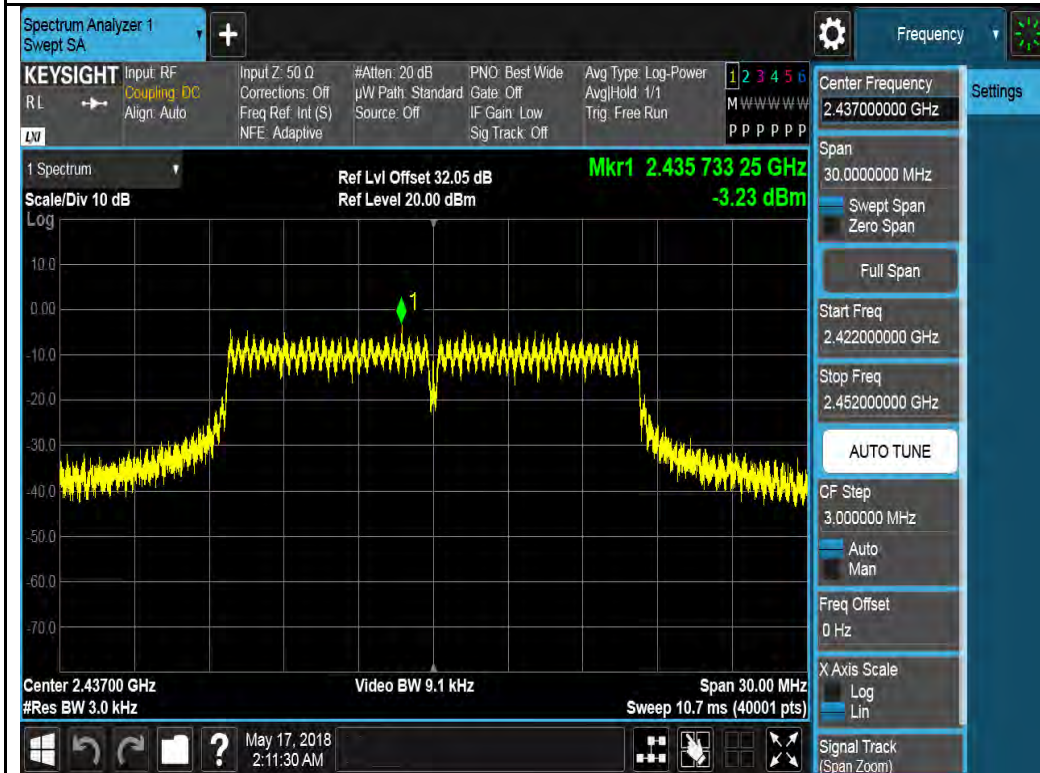 Spectrum Analyzer 1
Swept SA
+
Frequency
KEYSIGHT
RL
LXI
Input: RF
Coupling: DC
Align: Auto
Input Z: 50 Ω
Corrections: Off
Freq Ref: Int (S)
NFE: Adaptive
#Atten: 20 dB
µW Path: Standard
Source: Off
PNO: Best Wide
Gate: Off
IF Gain: Low
Sig Track: Off
Avg Type: Log-Power
Avg|Hold: 1/1
Trig: Free Run
1 2 3 4 5 6
M W W W W W
P P P P P P
1 Spectrum
Scale/Div 10 dB
Log
Ref Lvl Offset 32.05 dB
Ref Level 20.00 dBm
Mkr1 2.435 733 25 GHz
-3.23 dBm
10.0
0.00
-10.0
-20.0
-30.0
-40.0
-50.0
-60.0
-70.0
1
Center 2.43700 GHz
#Res BW 3.0 kHz
Video BW 9.1 kHz
Span 30.00 MHz
Sweep 10.7 ms (40001 pts)
Center Frequency
2.437000000 GHz
Span
30.0000000 MHz
Swept Span
Zero Span
Full Span
Start Freq
2.422000000 GHz
Stop Freq
2.452000000 GHz
AUTO TUNE
CF Step
3.000000 MHz
Auto
Man
Freq Offset
0 Hz
X Axis Scale
Log
Lin
Signal Track
(Span Zoom)
Settings
?
May 17, 2018
2:11:30 AM